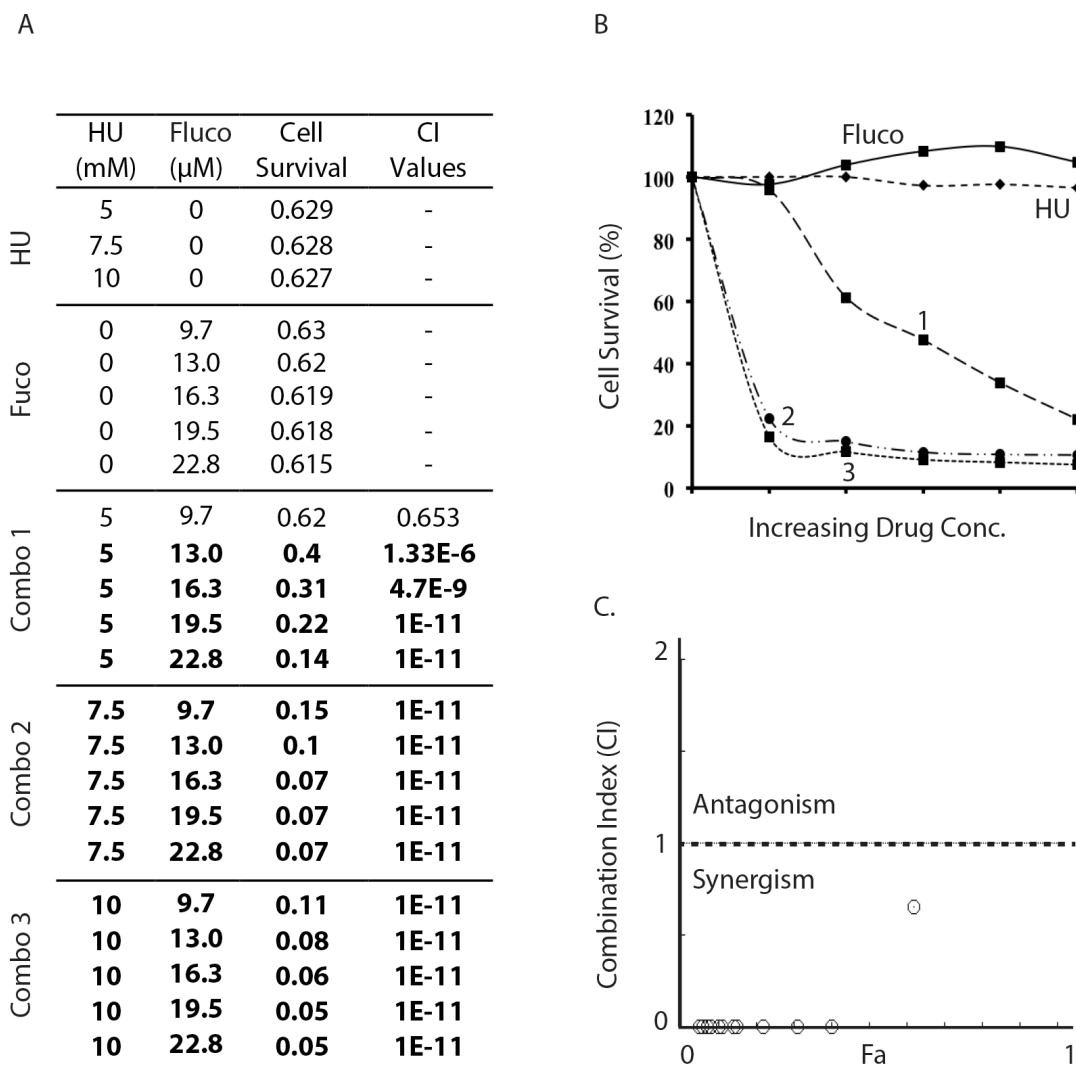 A
HU Fluco Cell CI
(mM) (µM) Survival Values
HU
5 0 0.629 -
7.5 0 0.628 -
10 0 0.627 -
Fuco
0 9.7 0.63 -
0 13.0 0.62 -
0 16.3 0.619 -
0 19.5 0.618 -
0 22.8 0.615 -
Combo 1
5 9.7 0.62 0.653
5 13.0 0.4 1.33E-6
5 16.3 0.31 4.7E-9
5 19.5 0.22 1E-11
5 22.8 0.14 1E-11
Combo 2
7.5 9.7 0.15 1E-11
7.5 13.0 0.1 1E-11
7.5 16.3 0.07 1E-11
7.5 19.5 0.07 1E-11
7.5 22.8 0.07 1E-11
Combo 3
10 9.7 0.11 1E-11
10 13.0 0.08 1E-11
10 16.3 0.06 1E-11
10 19.5 0.05 1E-11
10 22.8 0.05 1E-11
B
Cell Survival (%)
120
100
80
60
40
20
0
Fluco
HU
1
2
3
Increasing Drug Conc.
C.
Combination Index (CI)
2
1
0
Antagonism
Synergism
0 Fa 1